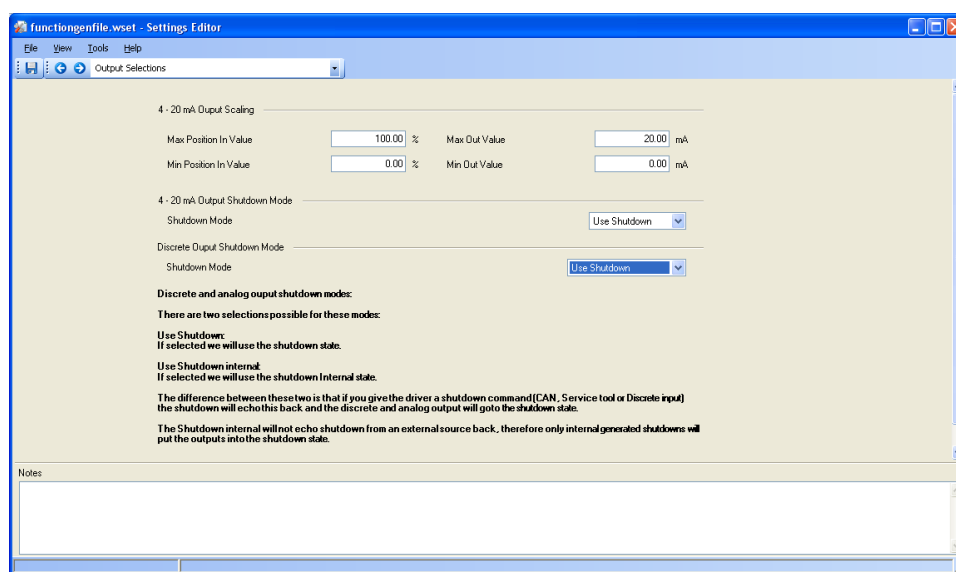 functiongenfile.wset - Settings Editor
File View Tools Help
Output Selections
4 - 20 mA Ouput Scaling
Max Position In Value 100.00 % Max Out Value 20.00 mA
Min Position In Value 0.00 % Min Out Value 0.00 mA
4 - 20 mA Output Shutdown Mode
Shutdown Mode Use Shutdown
Discrete Ouput Shutdown Mode
Shutdown Mode Use Shutdown
Discrete and analog ouput shutdown modes:
There are two selections possible for these modes:
Use Shutdown:
If selected we will use the shutdown state.
Use Shutdown internal:
If selected we will use the shutdown Internal state.
The difference between these two is that if you give the driver a shutdown command(CAN, Service tool or Discrete input)
the shutdown will echo this back and the discrete and analog output will goto the shutdown state.
The Shutdown internal will not echo shutdown from an external source back, therefore only internal generated shutdowns will
put the outputs into the shutdown state.
Notes